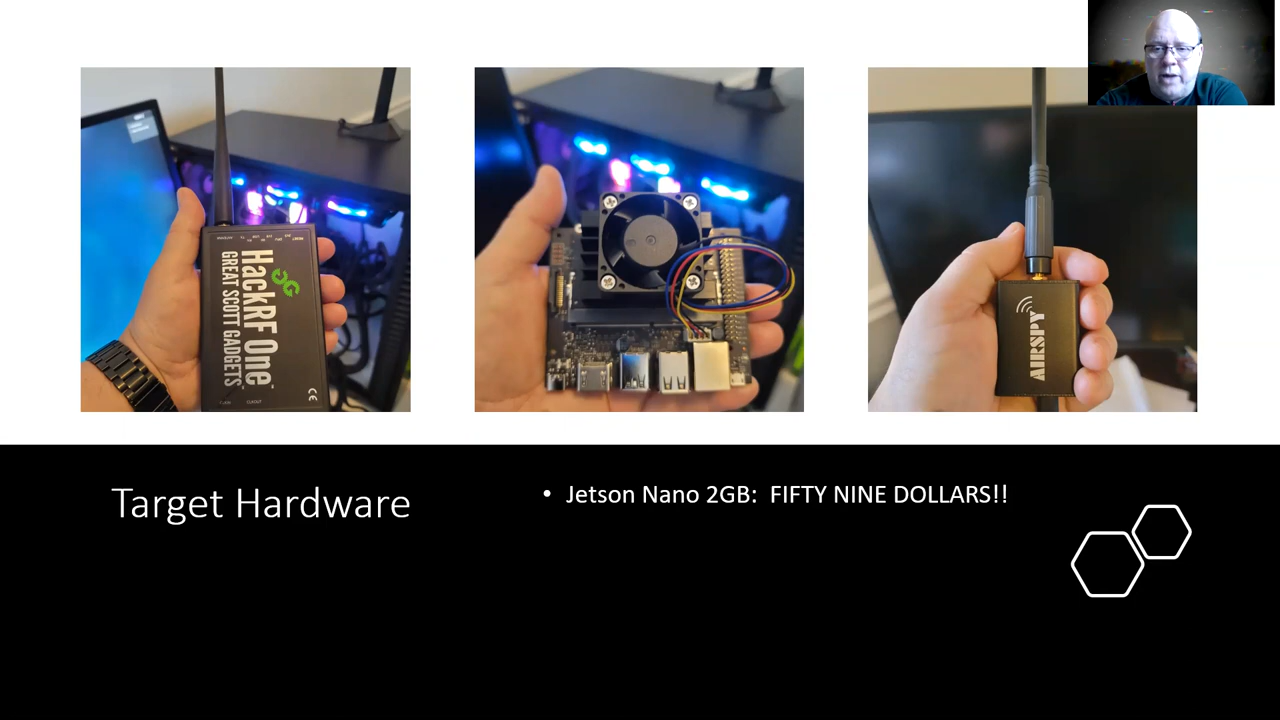 HackRF One
GREAT SCOTT GADGETS
AIRSPY
Target Hardware
• Jetson Nano 2GB:  FIFTY NINE DOLLARS!!